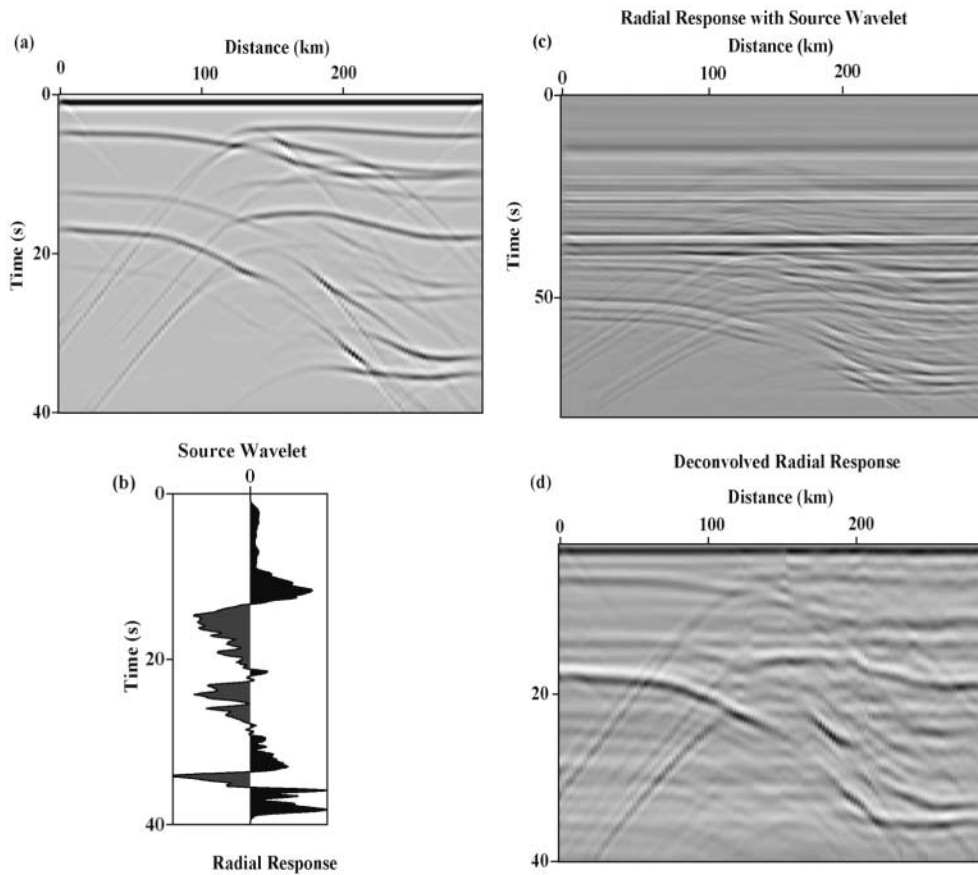 (a)
Distance (km)
0 100 200
0
20
40
Time (s)
Radial Response with Source Wavelet
(c)
Distance (km)
0 100 200
0
50
Time (s)
Source Wavelet
(b)
0
0
20
40
Time (s)
Radial Response
Deconvolved Radial Response
(d)
Distance (km)
0 100 200
20
40
Time (s)